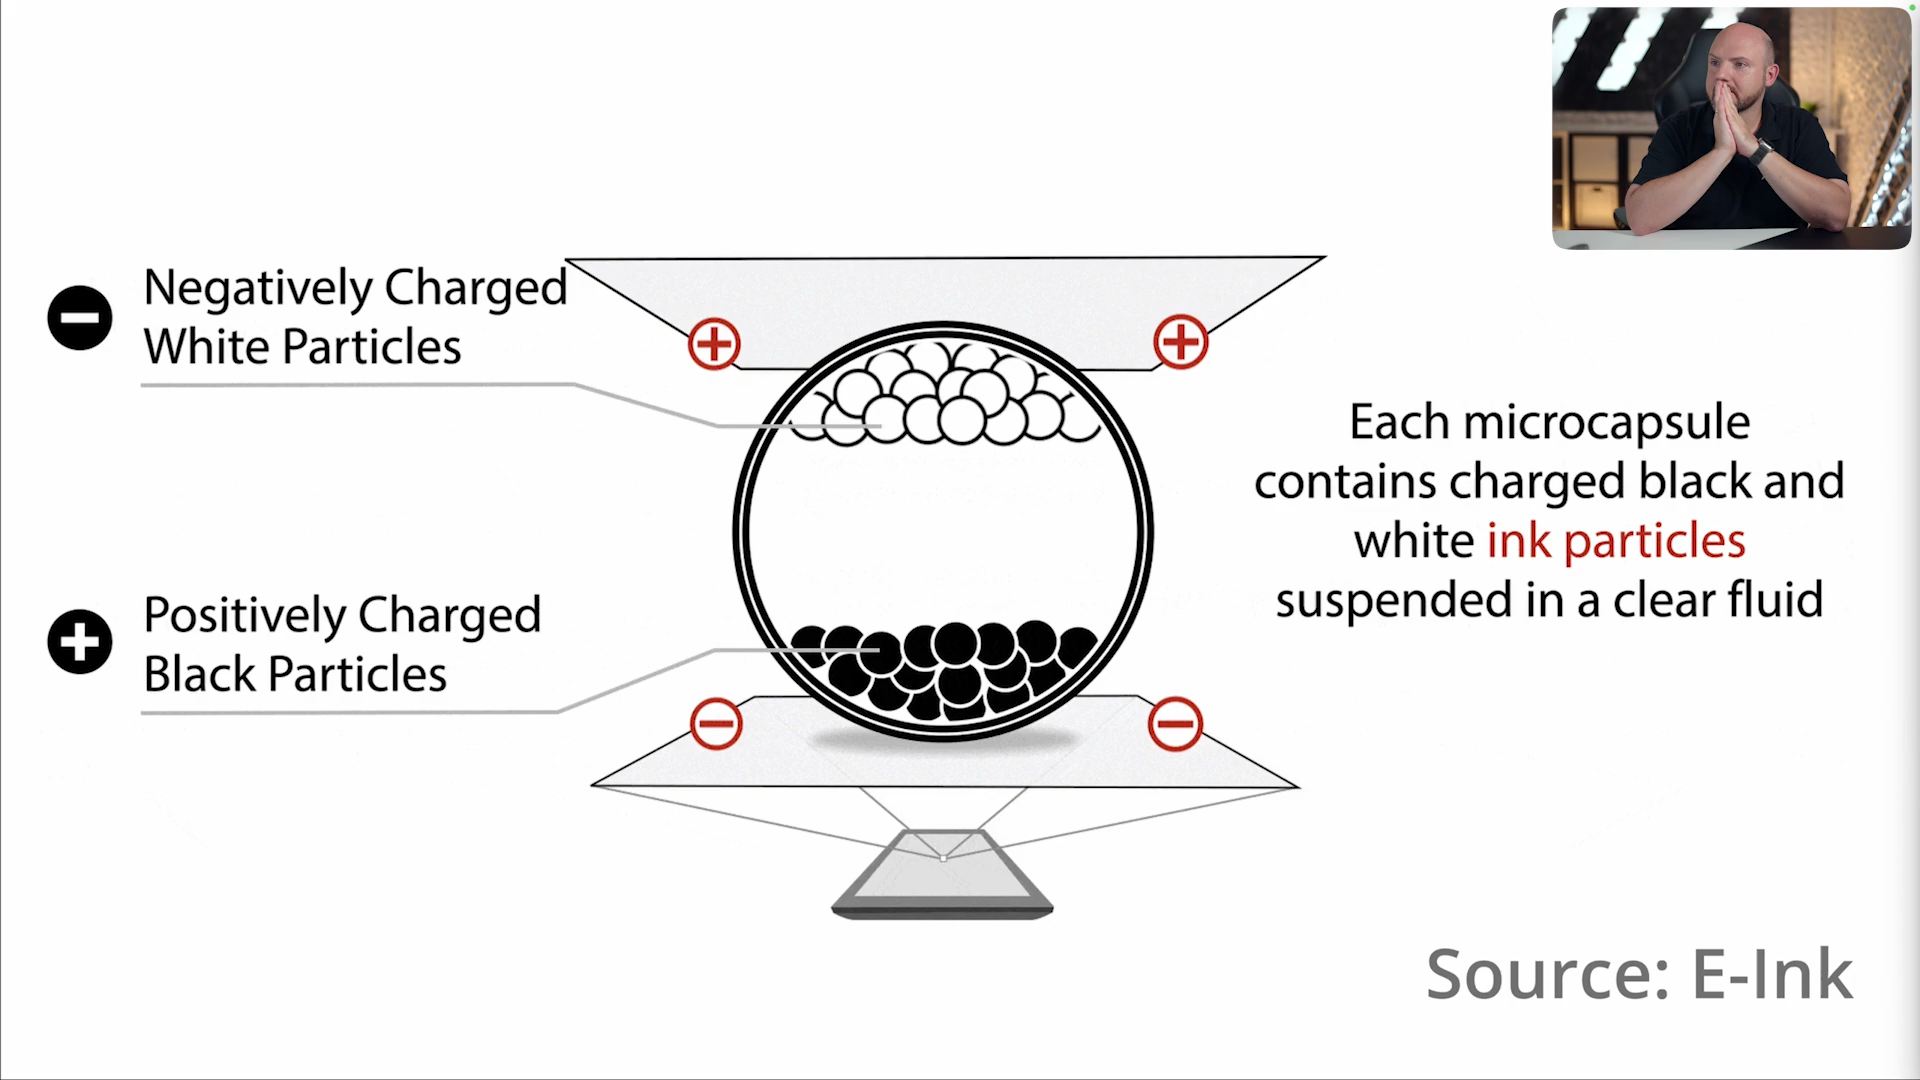 Negatively Charged
White Particles
Positively Charged
Black Particles
Each microcapsule
contains charged black and
white ink particles
suspended in a clear fluid
Source: E-Ink